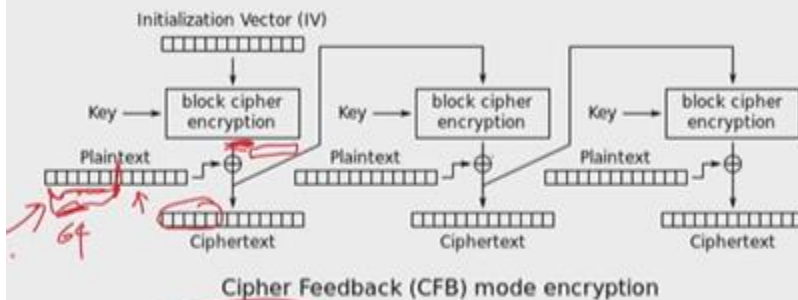 Initialization Vector (IV)
Key
block cipher
encryption
Key
block cipher
encryption
Key
block cipher
encryption
Plaintext
Plaintext
Plaintext
64
Ciphertext
Ciphertext
Ciphertext
Cipher Feedback (CFB) mode encryption